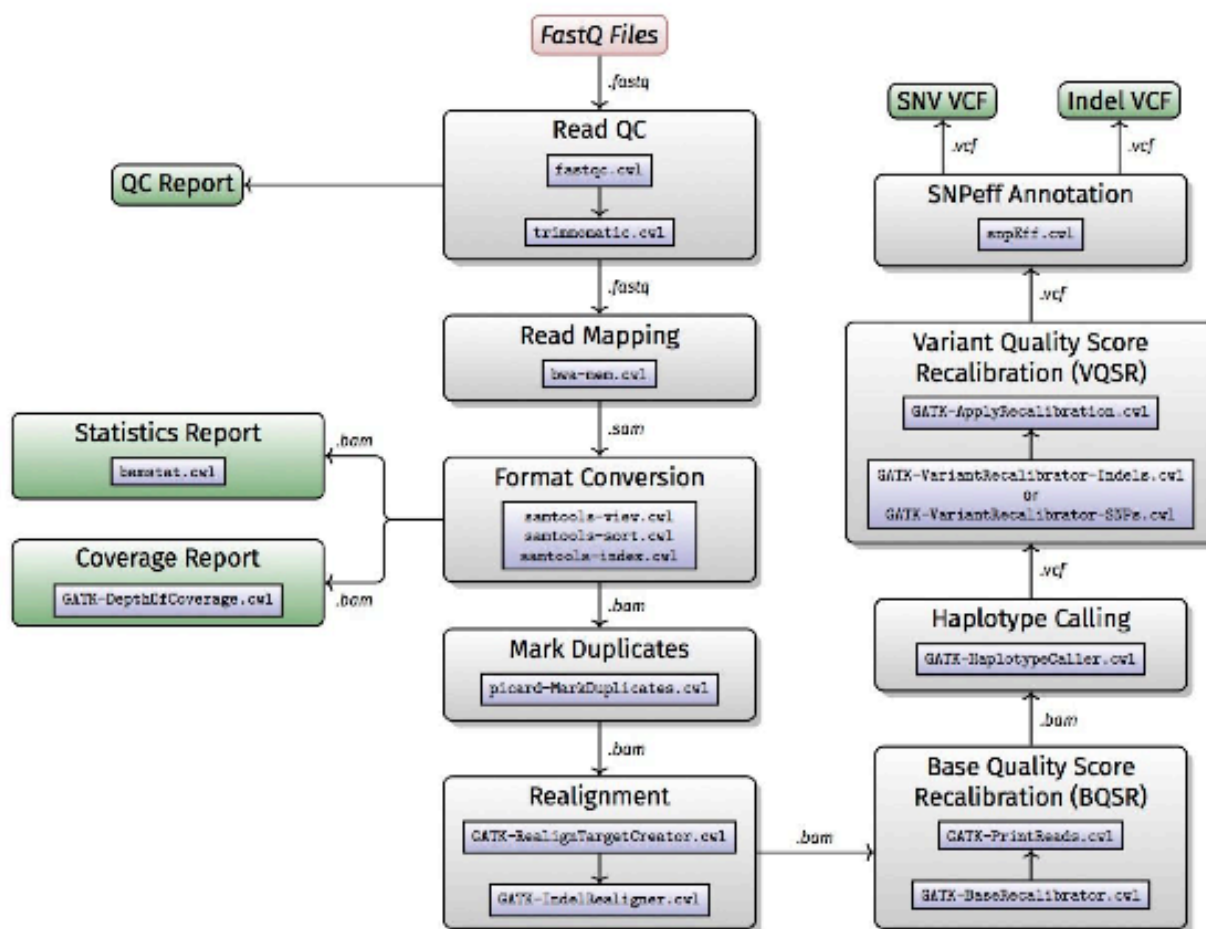 FastQ Files
.fastq
Read QC
fastqc.cwl
trimmomatic.cwl
QC Report
.fastq
Read Mapping
bwa-mem.cwl
.sam
Format Conversion
samtools-view.cwl
samtools-sort.cwl
samtools-index.cwl
.bam
Statistics Report
bamstat.cwl
.bam
Coverage Report
GATK-DepthOfCoverage.cwl
.bam
Mark Duplicates
picard-MarkDuplicates.cwl
.bam
Realignment
GATK-RealignTargetCreator.cwl
GATK-IndelRealigner.cwl
.bam
Base Quality Score
Recalibration (BQSR)
GATK-PrintReads.cwl
GATK-BaseRecalibrator.cwl
.bam
Haplotype Calling
GATK-HaplotypeCaller.cwl
.vcf
Variant Quality Score
Recalibration (VQSR)
GATK-ApplyRecalibration.cwl
GATK-VariantRecalibrator-Indels.cwl
or
GATK-VariantRecalibrator-SNPs.cwl
.vcf
SNPeff Annotation
snpEff.cwl
.vcf
.vcf
SNV VCF
Indel VCF